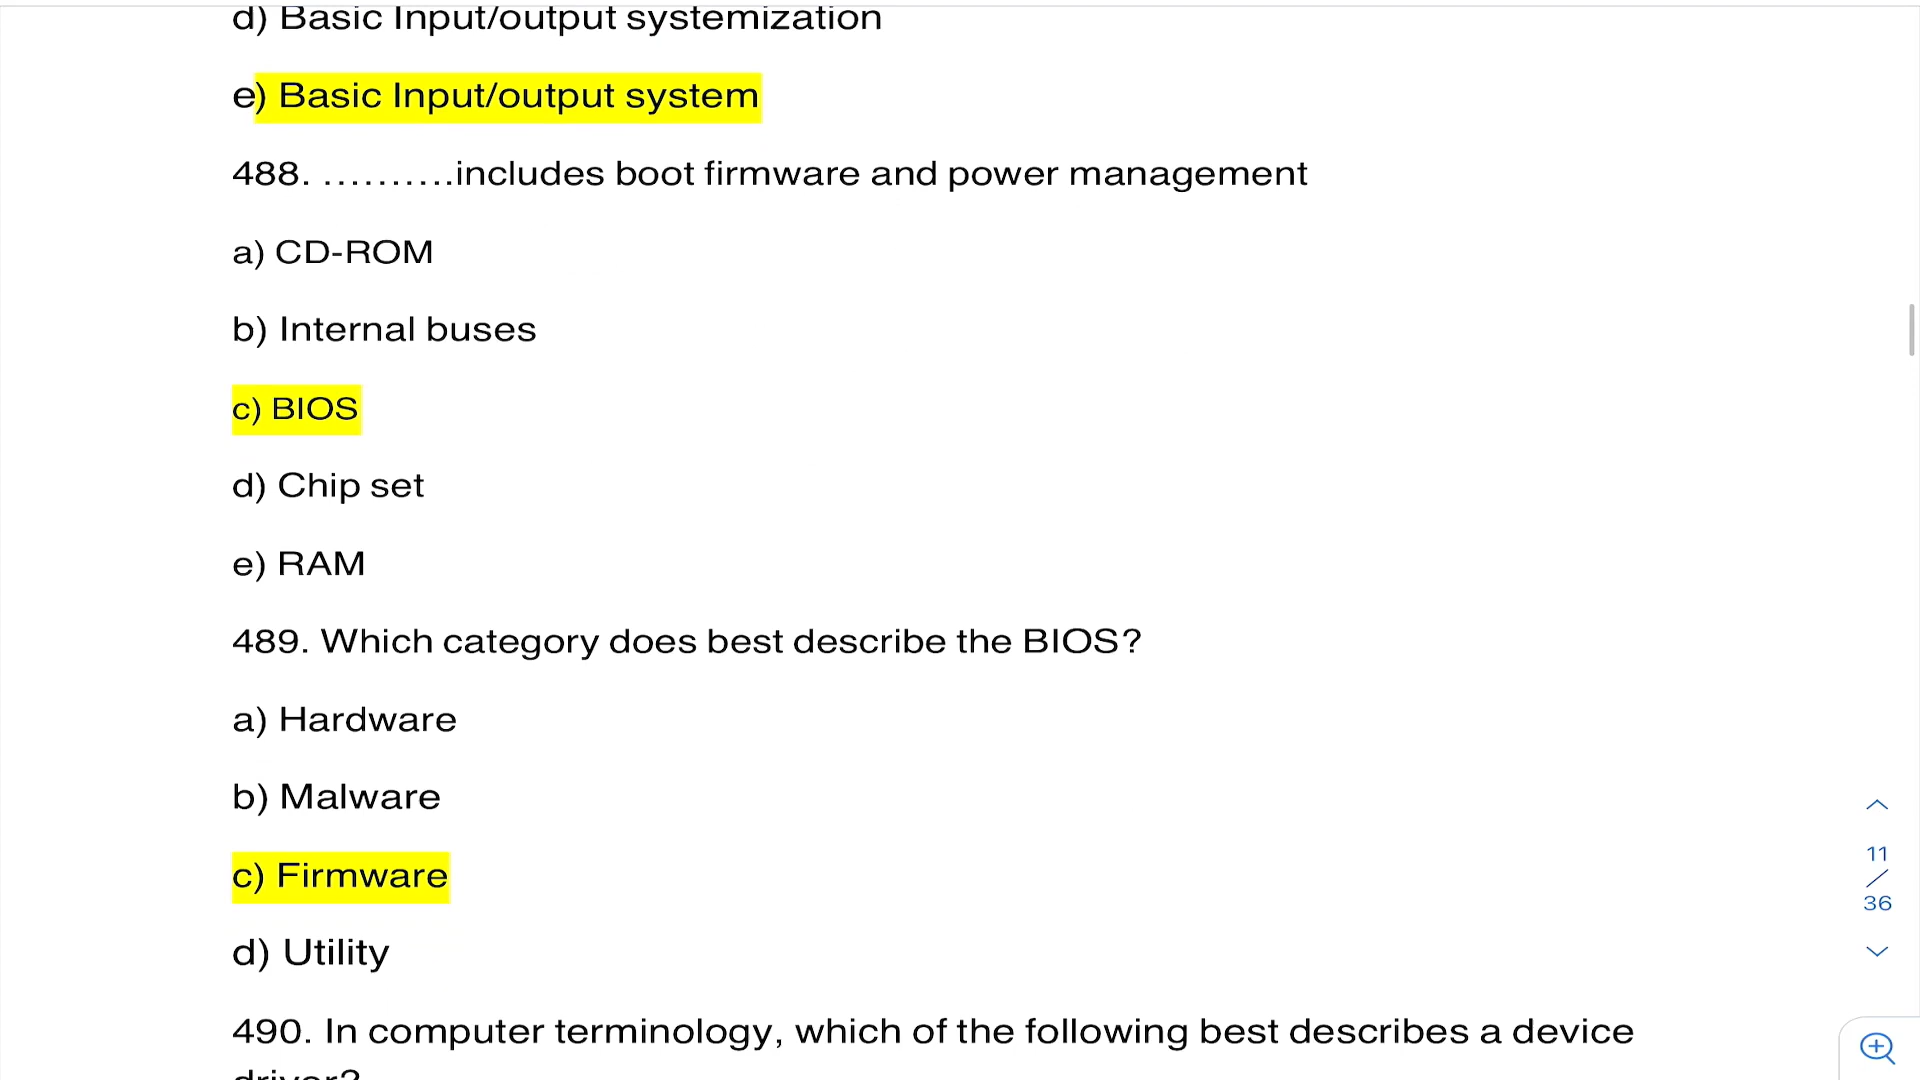 d) Basic Input/output systemization
e) Basic Input/output system
488. ..........includes boot firmware and power management
a) CD-ROM
b) Internal buses
c) BIOS
d) Chip set
e) RAM
489. Which category does best describe the BIOS?
a) Hardware
b) Malware
c) Firmware
d) Utility
490. In computer terminology, which of the following best describes a device
driver?
11
/
36